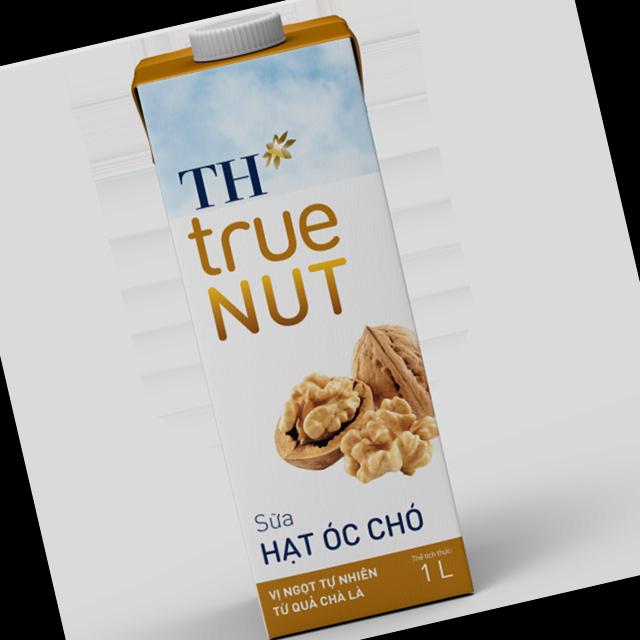 TH
true
NUT
Sữa
HẠT ÓC CHÓ
VỊ NGỌT TỰ NHIÊN
TỪ QUẢ CHÀ LÀ
Thể tích thực:
1 L